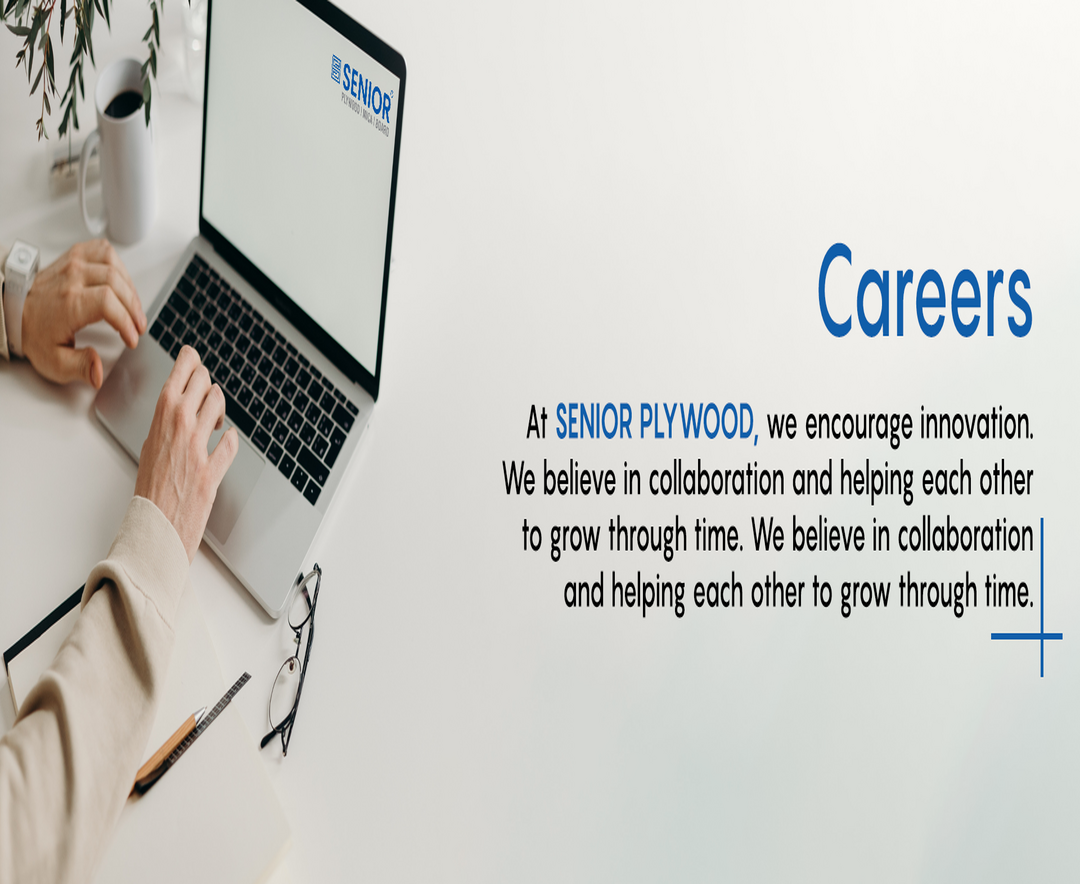 SENIOR
PLYWOOD | MICA | BOARD
Careers
At SENIOR PLYWOOD, we encourage innovation.
We believe in collaboration and helping each other
to grow through time. We believe in collaboration
and helping each other to grow through time.